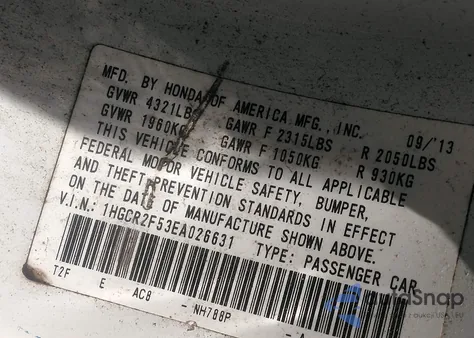 MFD. BY HONDA OF AMERICA MFG., INC. 09/'13
GVWR 4321LBS GAWR F 2315LBS R 2050LBS
GVWR 1960KG GAWR F 1050KG R 930KG
THIS VEHICLE CONFORMS TO ALL APPLICABLE
FEDERAL MOTOR VEHICLE SAFETY, BUMPER,
AND THEFT PREVENTION STANDARDS IN EFFECT
ON THE DATE OF MANUFACTURE SHOWN ABOVE.
V.I.N.: 1HGCR2F53EA026631 TYPE: PASSENGER CAR
T2F E AC8 NH788P A
autoSnap